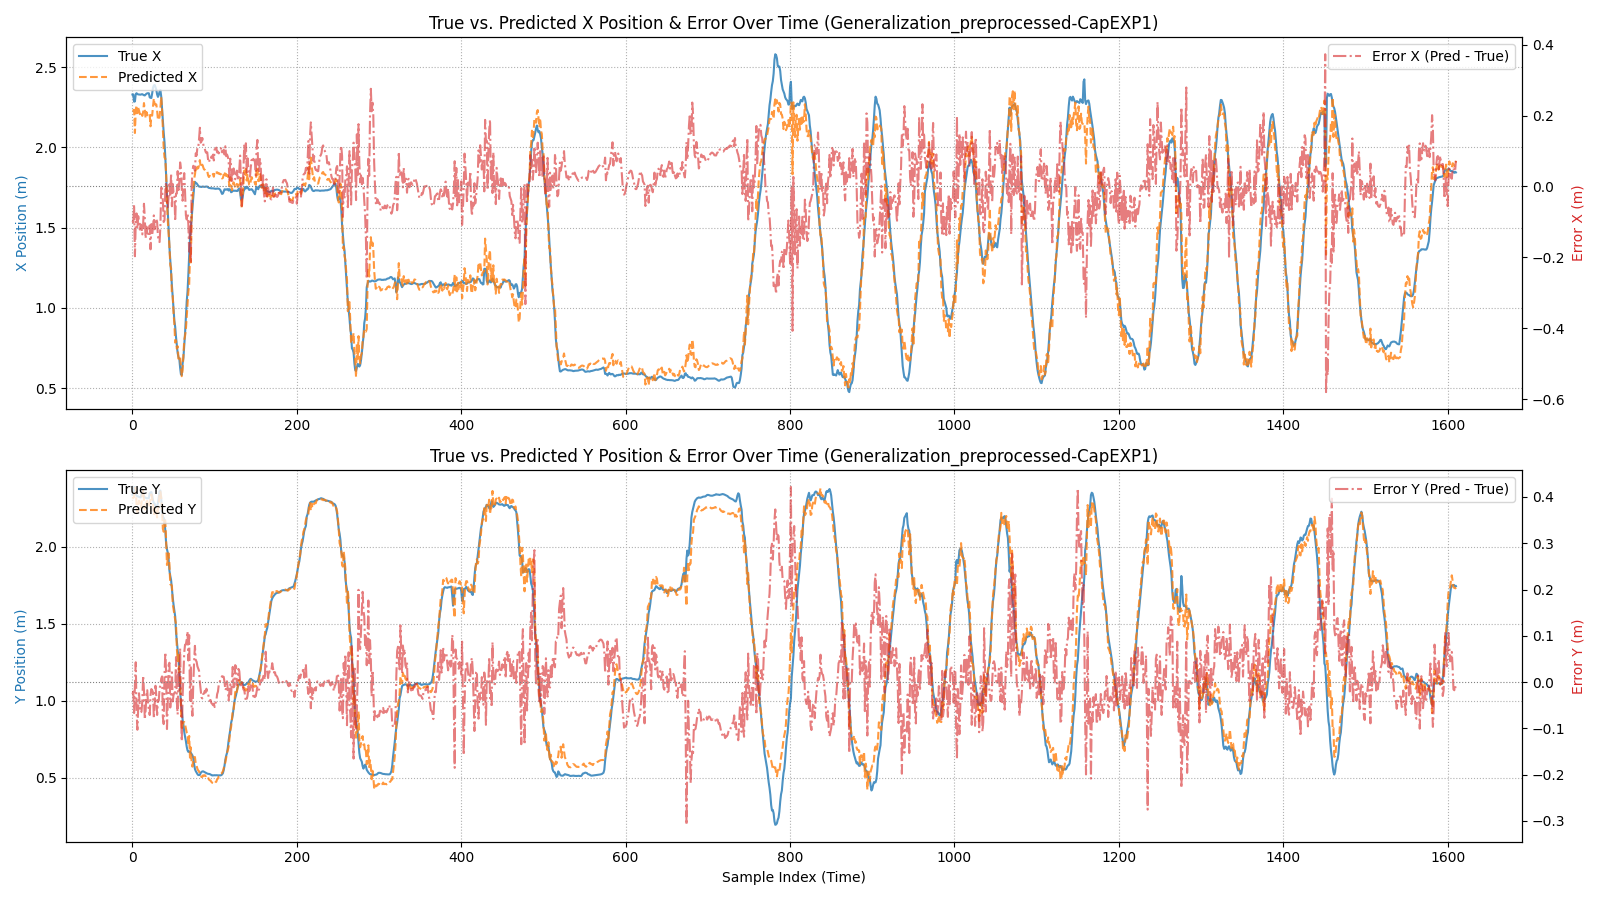 True vs. Predicted X Position & Error Over Time (Generalization_preprocessed-CapEXP1)
True X
Predicted X
Error X (Pred - True)
X Position (m)
2.5
2.0
1.5
1.0
0.5
Error X (m)
0.4
0.2
0.0
−0.2
−0.4
−0.6
0 200 400 600 800 1000 1200 1400 1600
True vs. Predicted Y Position & Error Over Time (Generalization_preprocessed-CapEXP1)
True Y
Predicted Y
Error Y (Pred - True)
Y Position (m)
2.0
1.5
1.0
0.5
Error Y (m)
0.4
0.3
0.2
0.1
0.0
−0.1
−0.2
−0.3
0 200 400 600 800 1000 1200 1400 1600
Sample Index (Time)